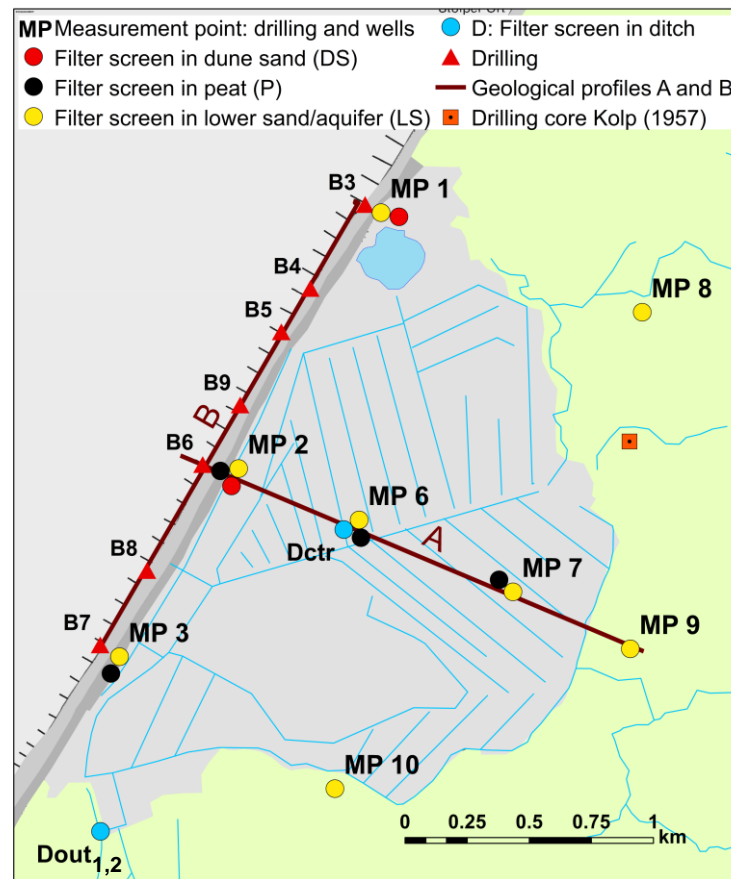 MP Measurement point: drilling and wells
D: Filter screen in ditch
Filter screen in dune sand (DS)
Drilling
Filter screen in peat (P)
Geological profiles A and B
Filter screen in lower sand/aquifer (LS)
Drilling core Kolp (1957)
B3
MP 1
B4
MP 8
B5
B9
B
B6
MP 2
MP 6
A
Dctr
B8
MP 7
B7
MP 3
MP 9
MP 10
0 0.25 0.5 0.75 1
km
Dout1,2